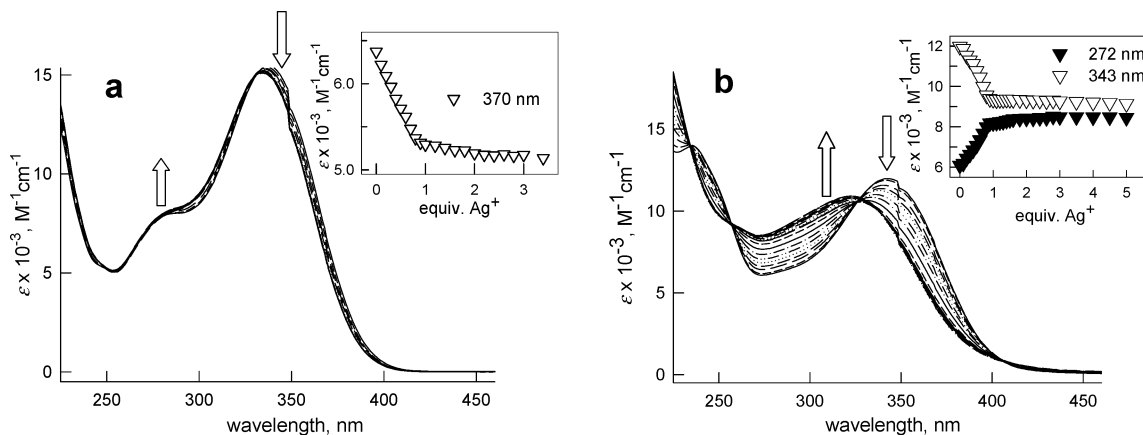 a
ε x 10⁻³, M⁻¹cm⁻¹
15
10
5
0
250 300 350 400 450
wavelength, nm
ε x 10⁻³, M⁻¹cm⁻¹
6.0
5.0
370 nm
0 1 2 3
equiv. Ag⁺
b
ε x 10⁻³, M⁻¹cm⁻¹
15
10
5
0
250 300 350 400 450
wavelength, nm
ε x 10⁻³, M⁻¹cm⁻¹
12
10
8
6
272 nm
343 nm
0 1 2 3 4 5
equiv. Ag⁺